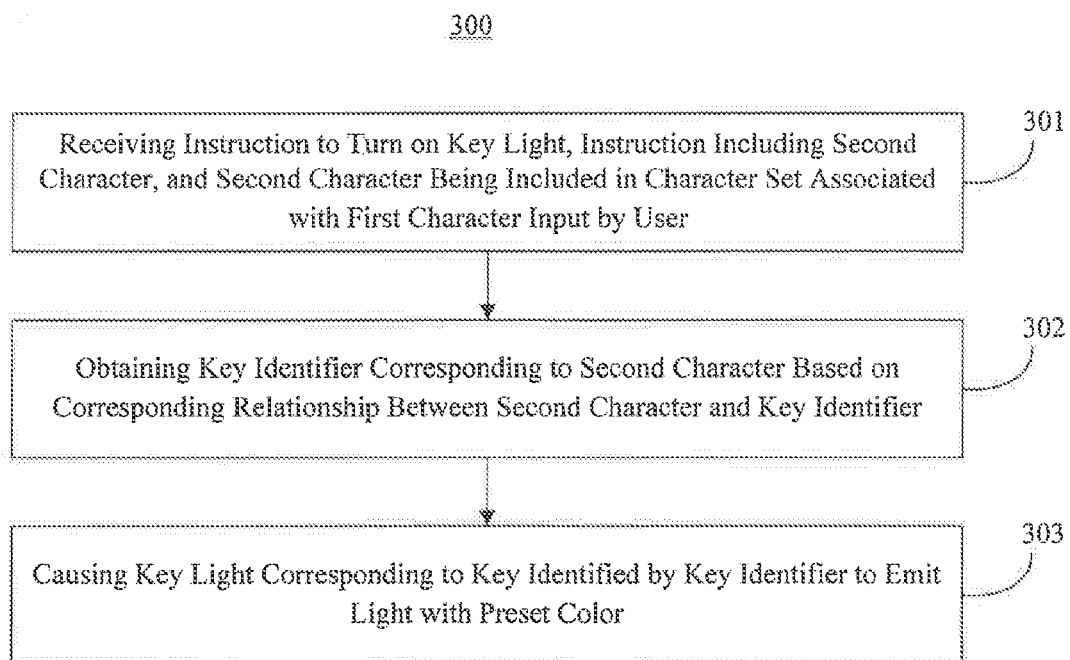 300
Receiving Instruction to Turn on Key Light, Instruction Including Second
Character, and Second Character Being Included in Character Set Associated
with First Character Input by User
301
Obtaining Key Identifier Corresponding to Second Character Based on
Corresponding Relationship Between Second Character and Key Identifier
302
Causing Key Light Corresponding to Key Identified by Key Identifier to Emit
Light with Preset Color
303